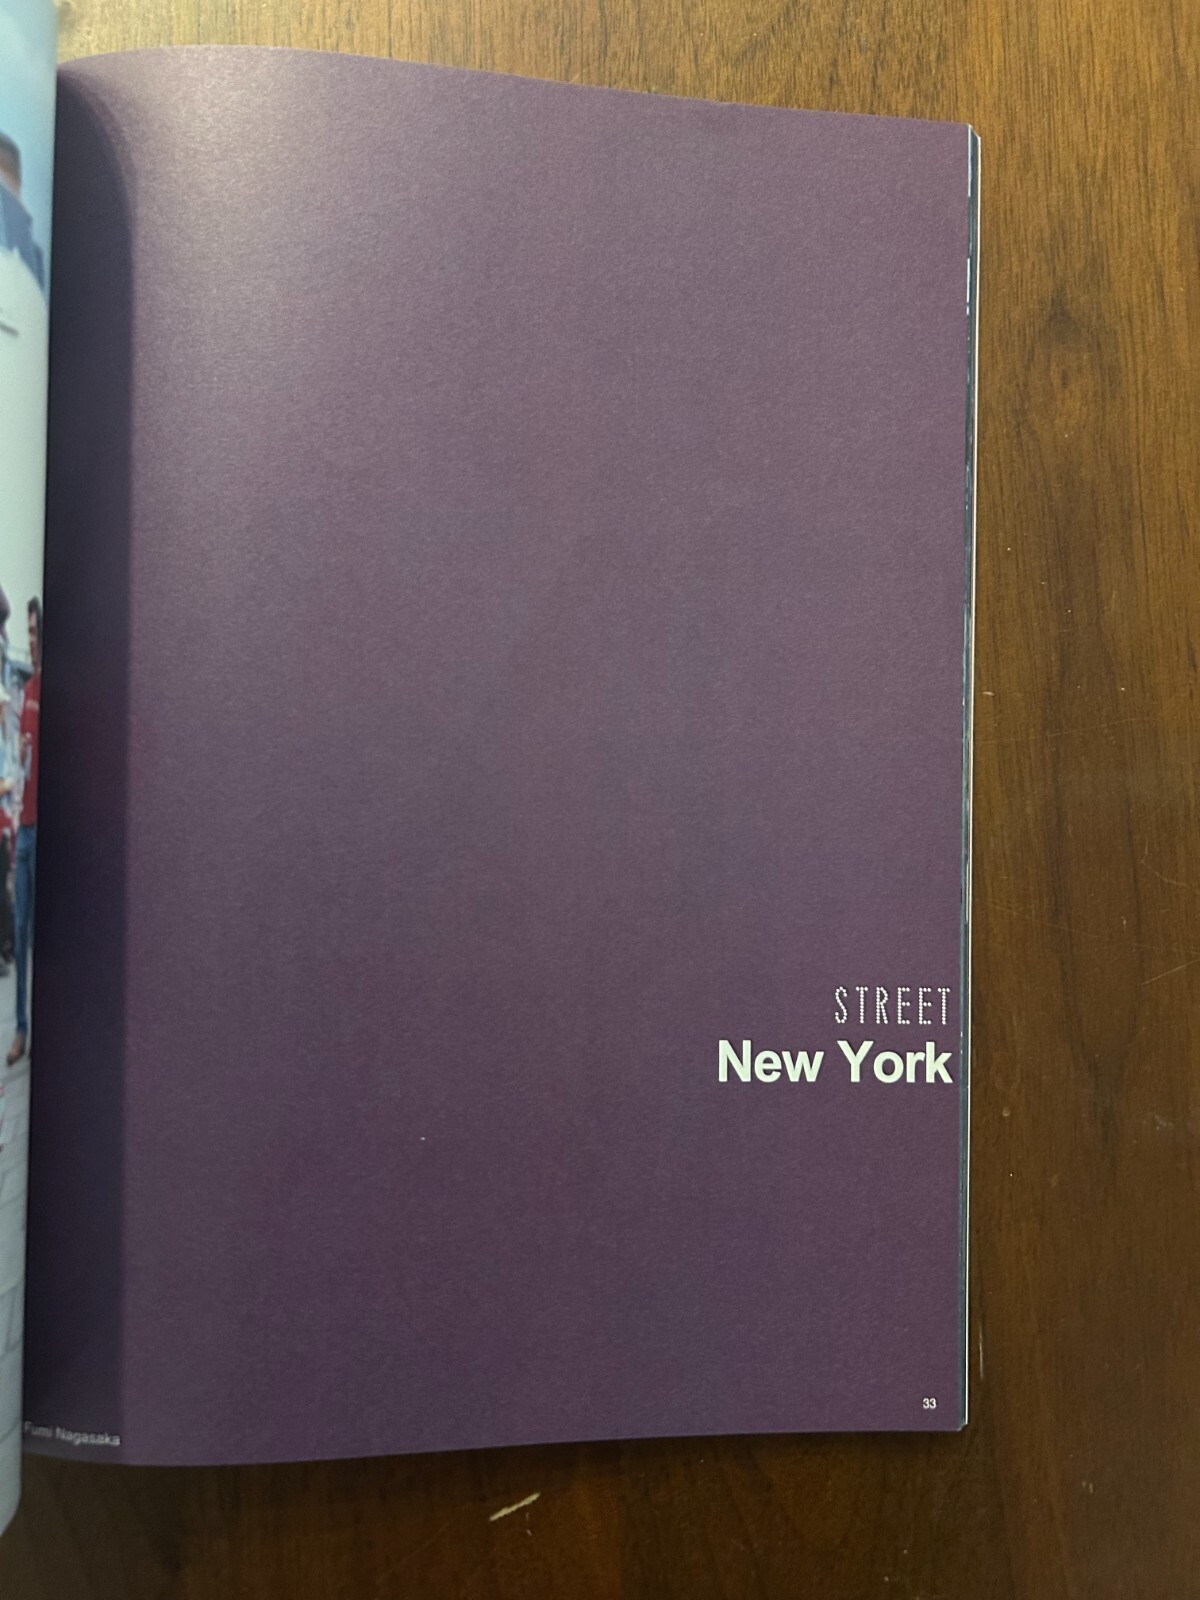 STREET
New York
33
Fumi Nagasaka